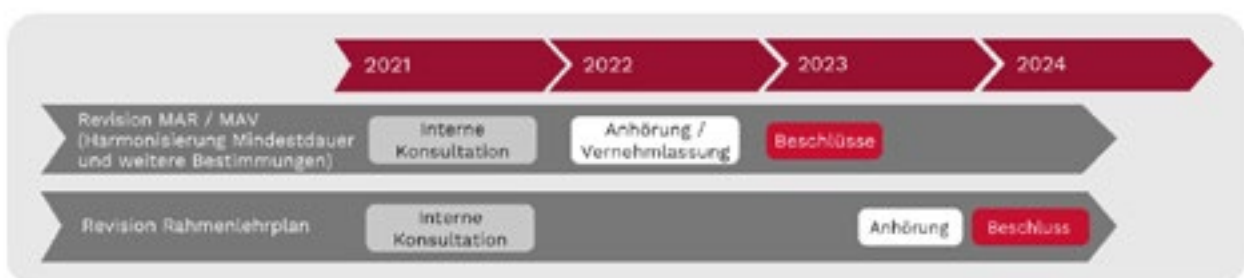 2021 2022 2023 2024
Revision MAR / MAV
(Harmonisierung Mindestdauer
und weitere Bestimmungen)
Interne
Konsultation
Anhörung /
Vernehmlassung
Beschlüsse
Revision Rahmenlehrplan
Interne
Konsultation
Anhörung
Beschluss